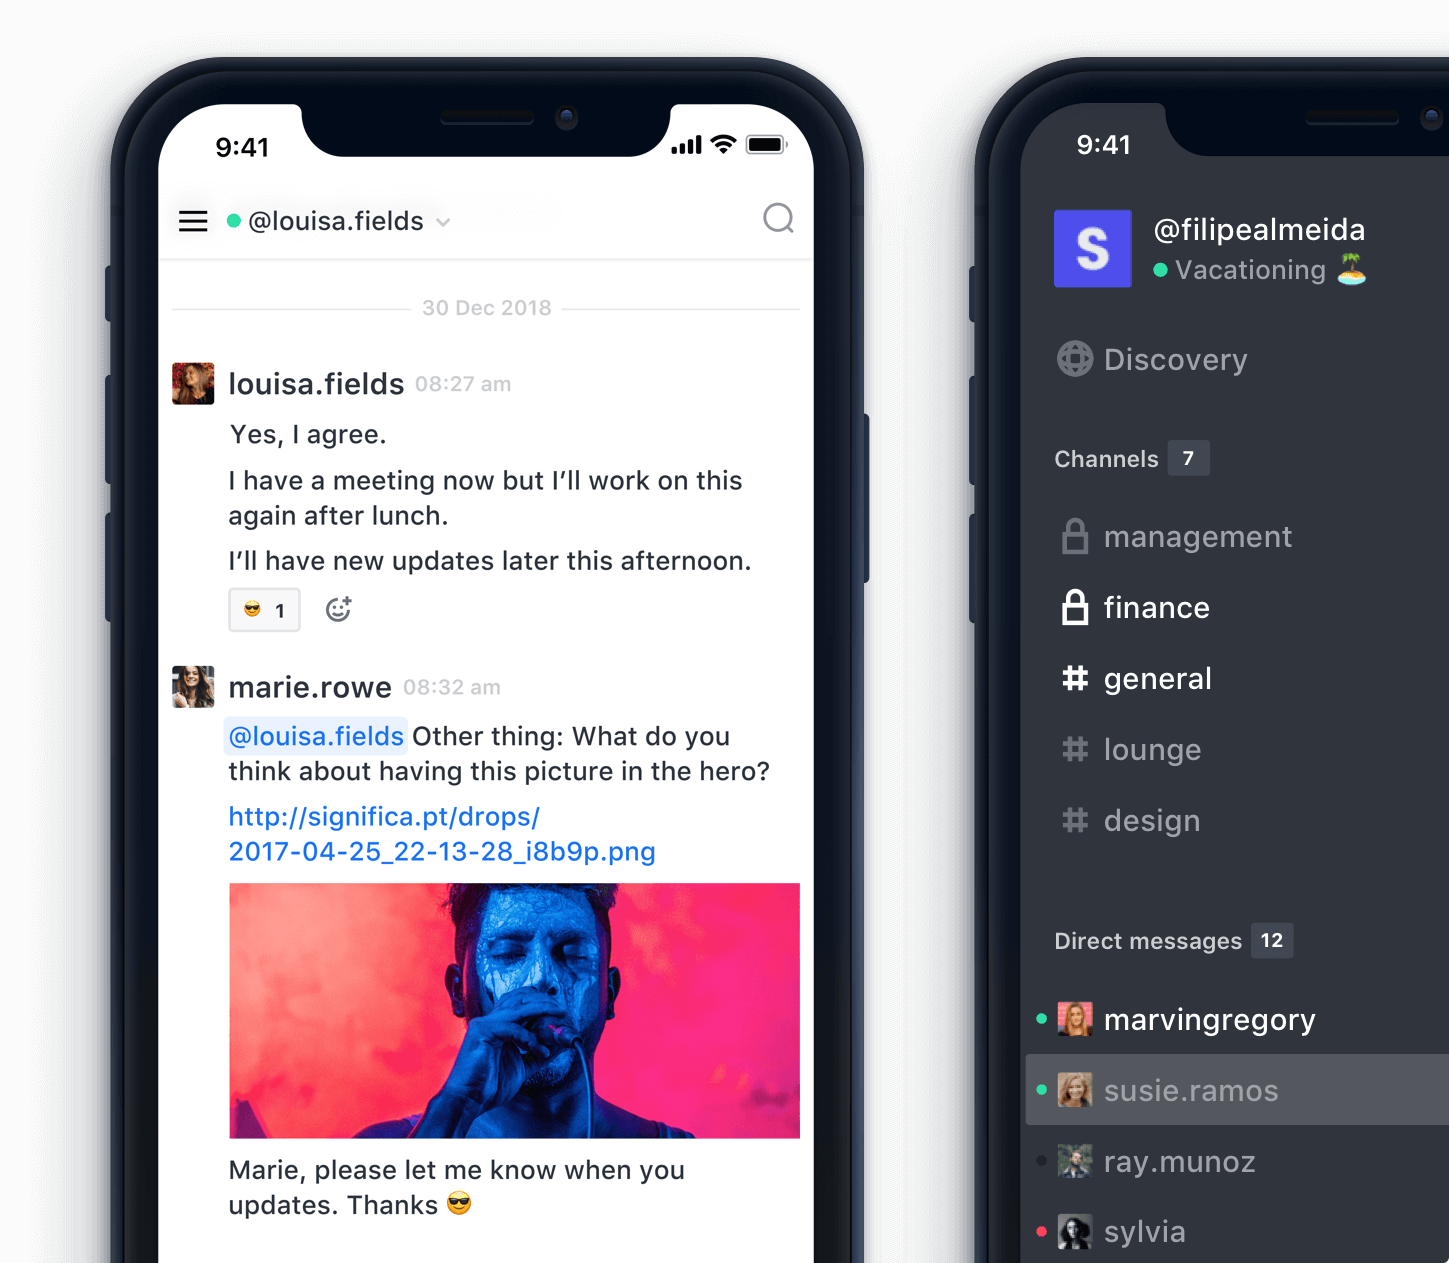 9:41
@louisa.fields
30 Dec 2018
louisa.fields 08:27 am
Yes, I agree.
I have a meeting now but I’ll work on this
again after lunch.
I’ll have new updates later this afternoon.
😎 1
marie.rowe 08:32 am
@louisa.fields Other thing: What do you
think about having this picture in the hero?
http://significa.pt/drops/
2017-04-25_22-13-28_i8b9p.png
Marie, please let me know when you
updates. Thanks 😎
9:41
S
@filipealmeida
Vacationing 🏝️
Discovery
Channels 7
management
finance
# general
# lounge
# design
Direct messages 12
marvingregory
susie.ramos
ray.munoz
sylvia